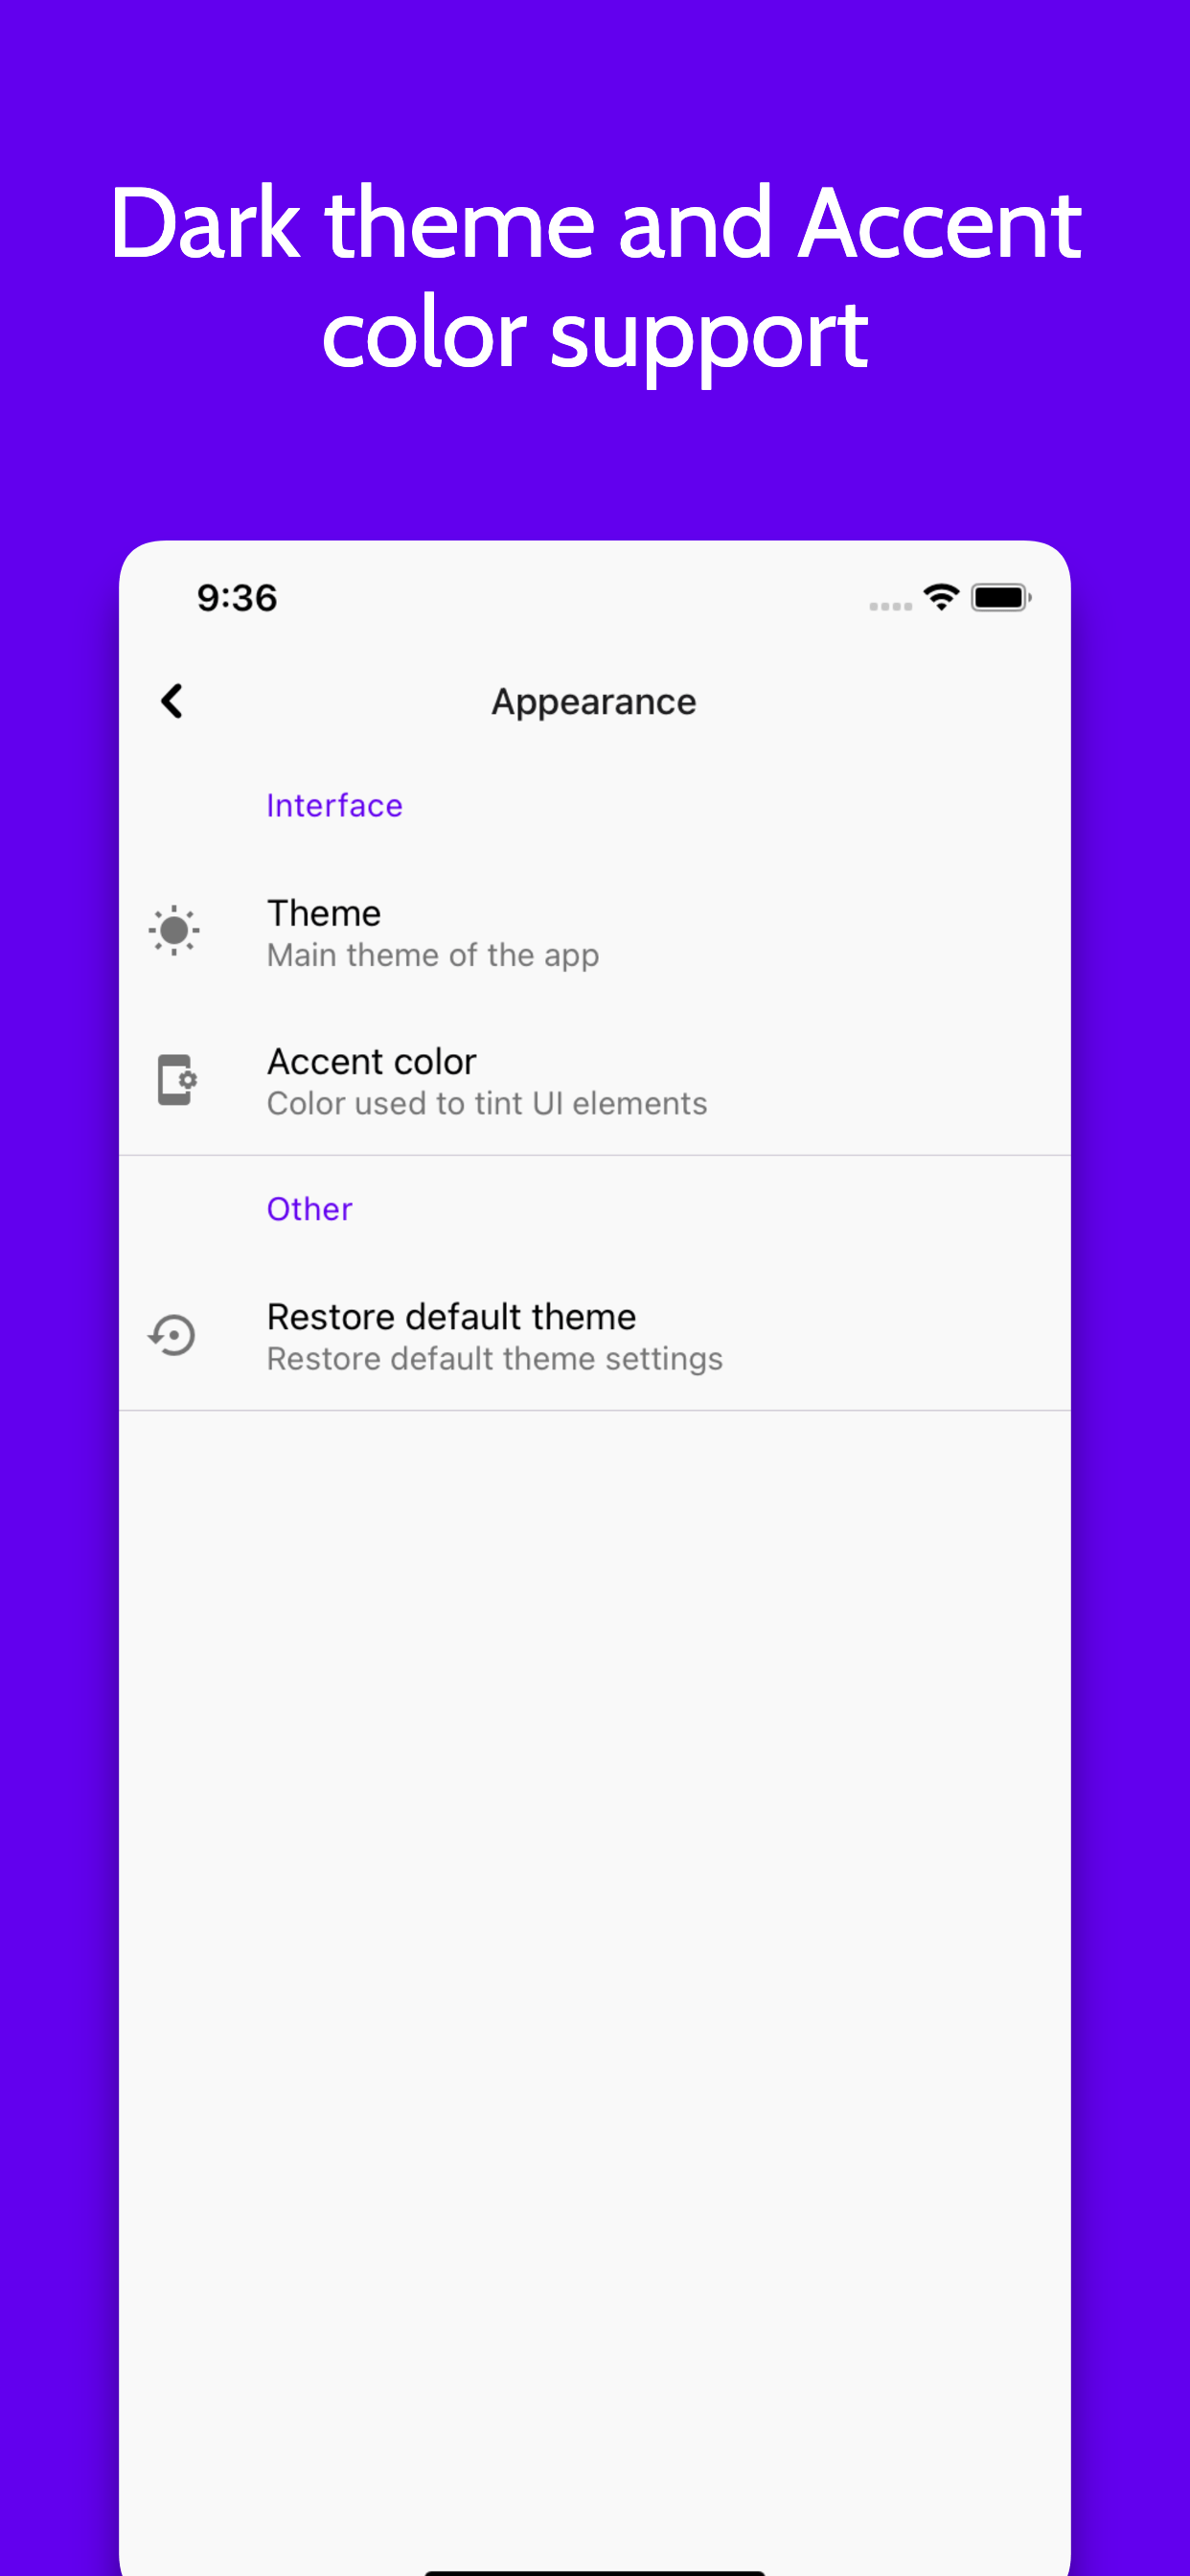 Dark theme and Accent
color support
9:36
Appearance
Interface
Theme
Main theme of the app
Accent color
Color used to tint UI elements
Other
Restore default theme
Restore default theme settings